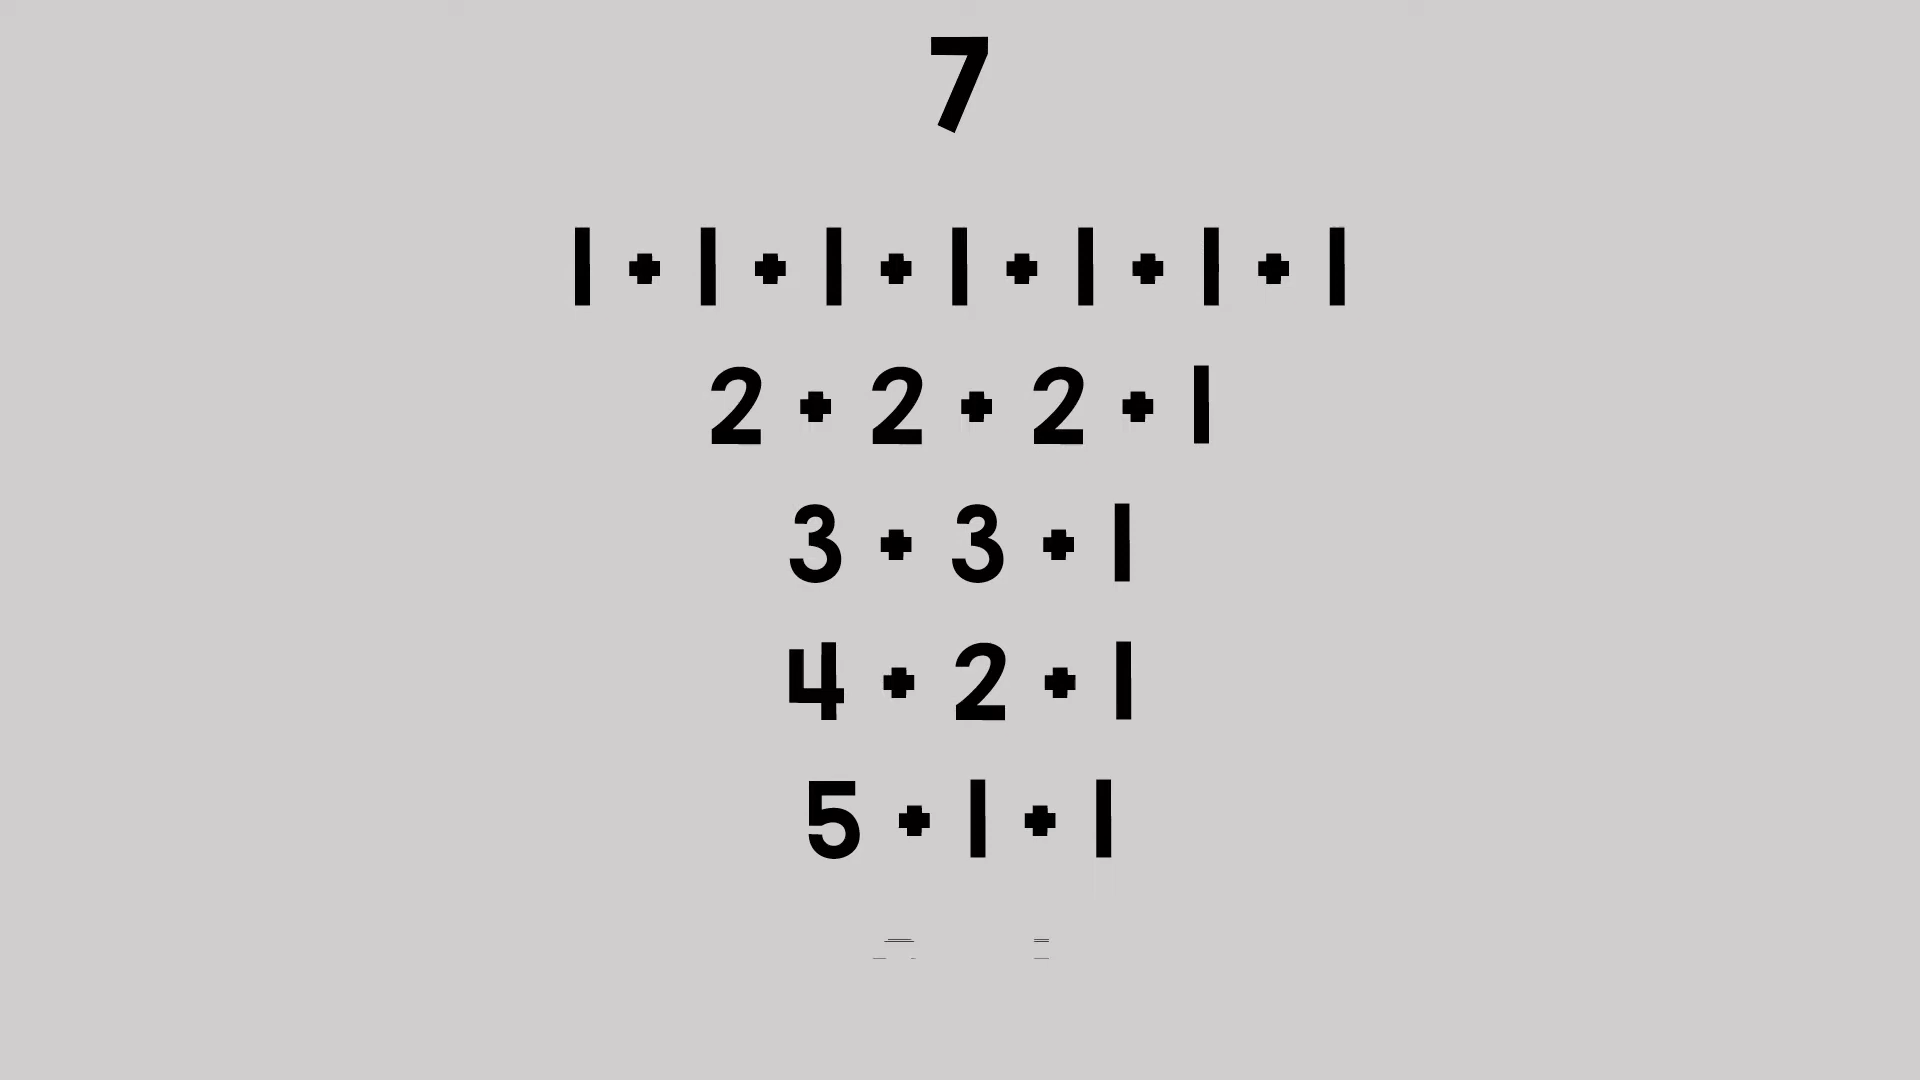 7
1 + 1 + 1 + 1 + 1 + 1 + 1
2 + 2 + 2 + 1
3 + 3 + 1
4 + 2 + 1
5 + 1 + 1